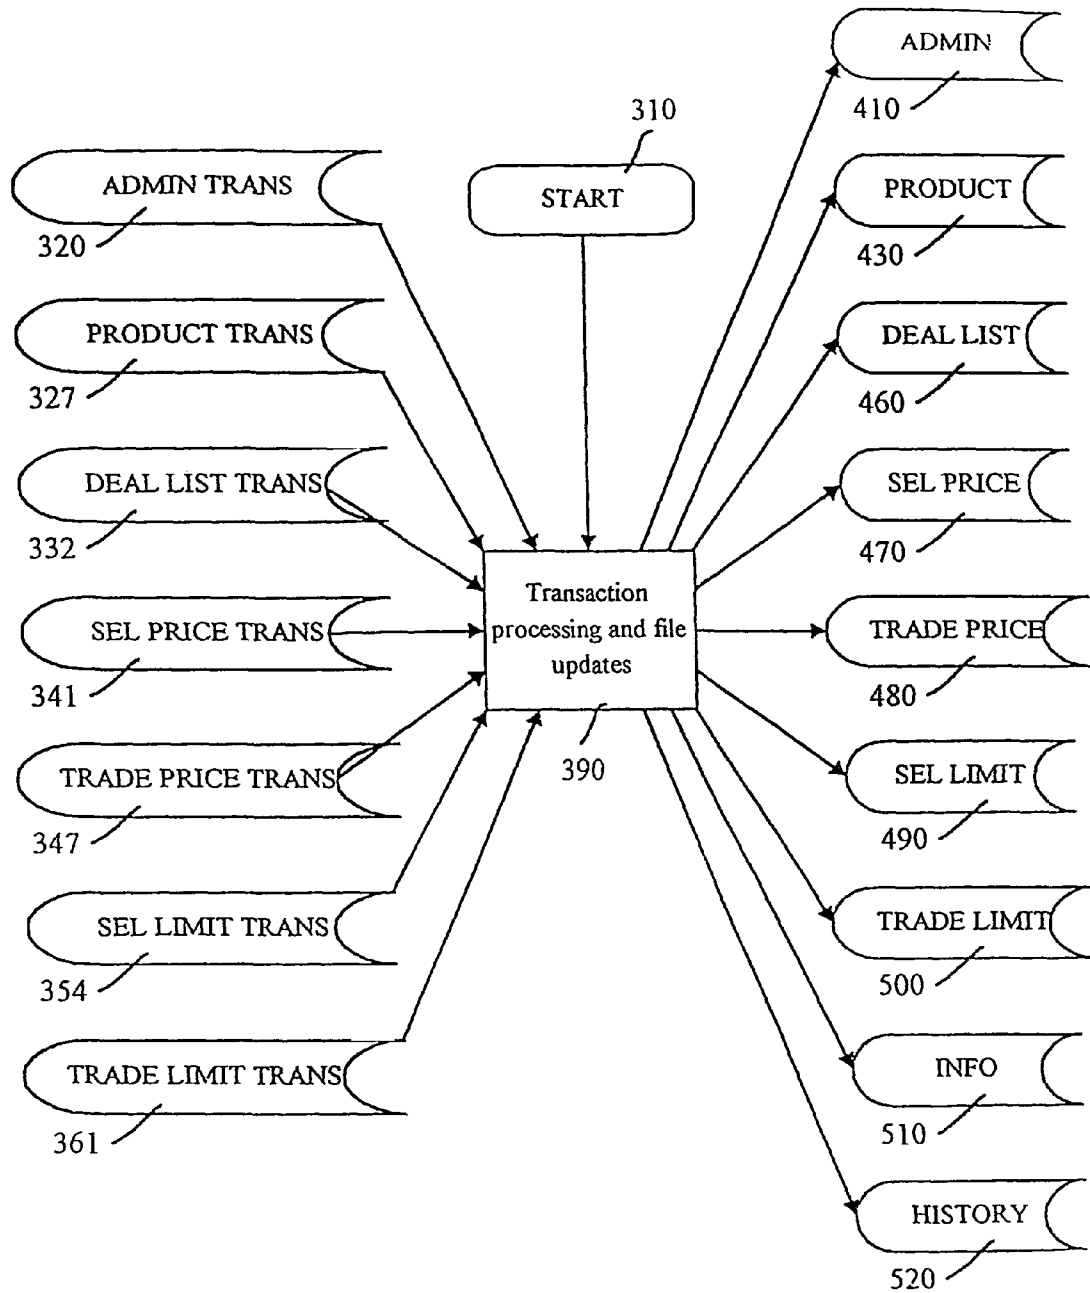 ADMIN
410
310
START
ADMIN TRANS
320
PRODUCT
430
PRODUCT TRANS
327
DEAL LIST
460
DEAL LIST TRANS
332
SEL PRICE
470
Transaction
processing and file
updates
390
SEL PRICE TRANS
341
TRADE PRICE
480
TRADE PRICE TRANS
347
SEL LIMIT
490
SEL LIMIT TRANS
354
TRADE LIMIT
500
TRADE LIMIT TRANS
361
INFO
510
HISTORY
520